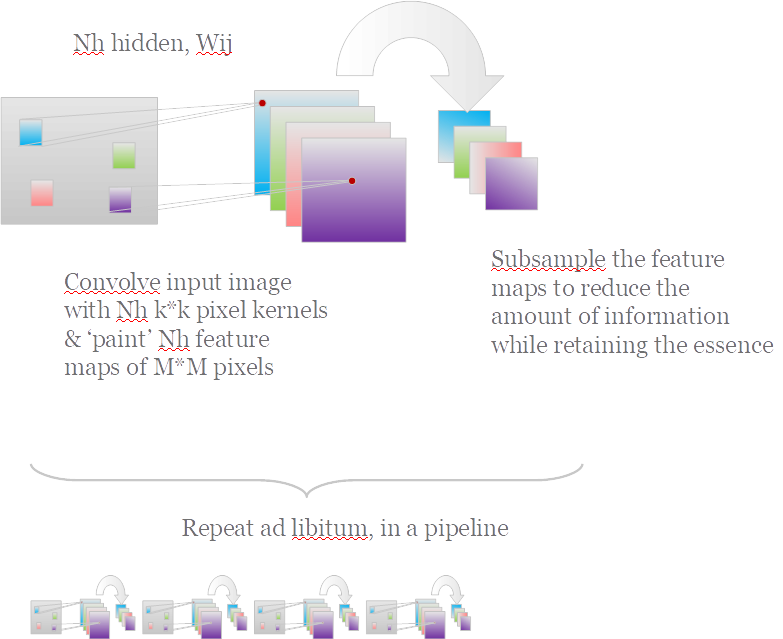 Nh hidden, Wij
Convolve input image
with Nh k*k pixel kernels
& ‘paint’ Nh feature
maps of M*M pixels
Subsample the feature
maps to reduce the
amount of information
while retaining the essence
Repeat ad libitum, in a pipeline